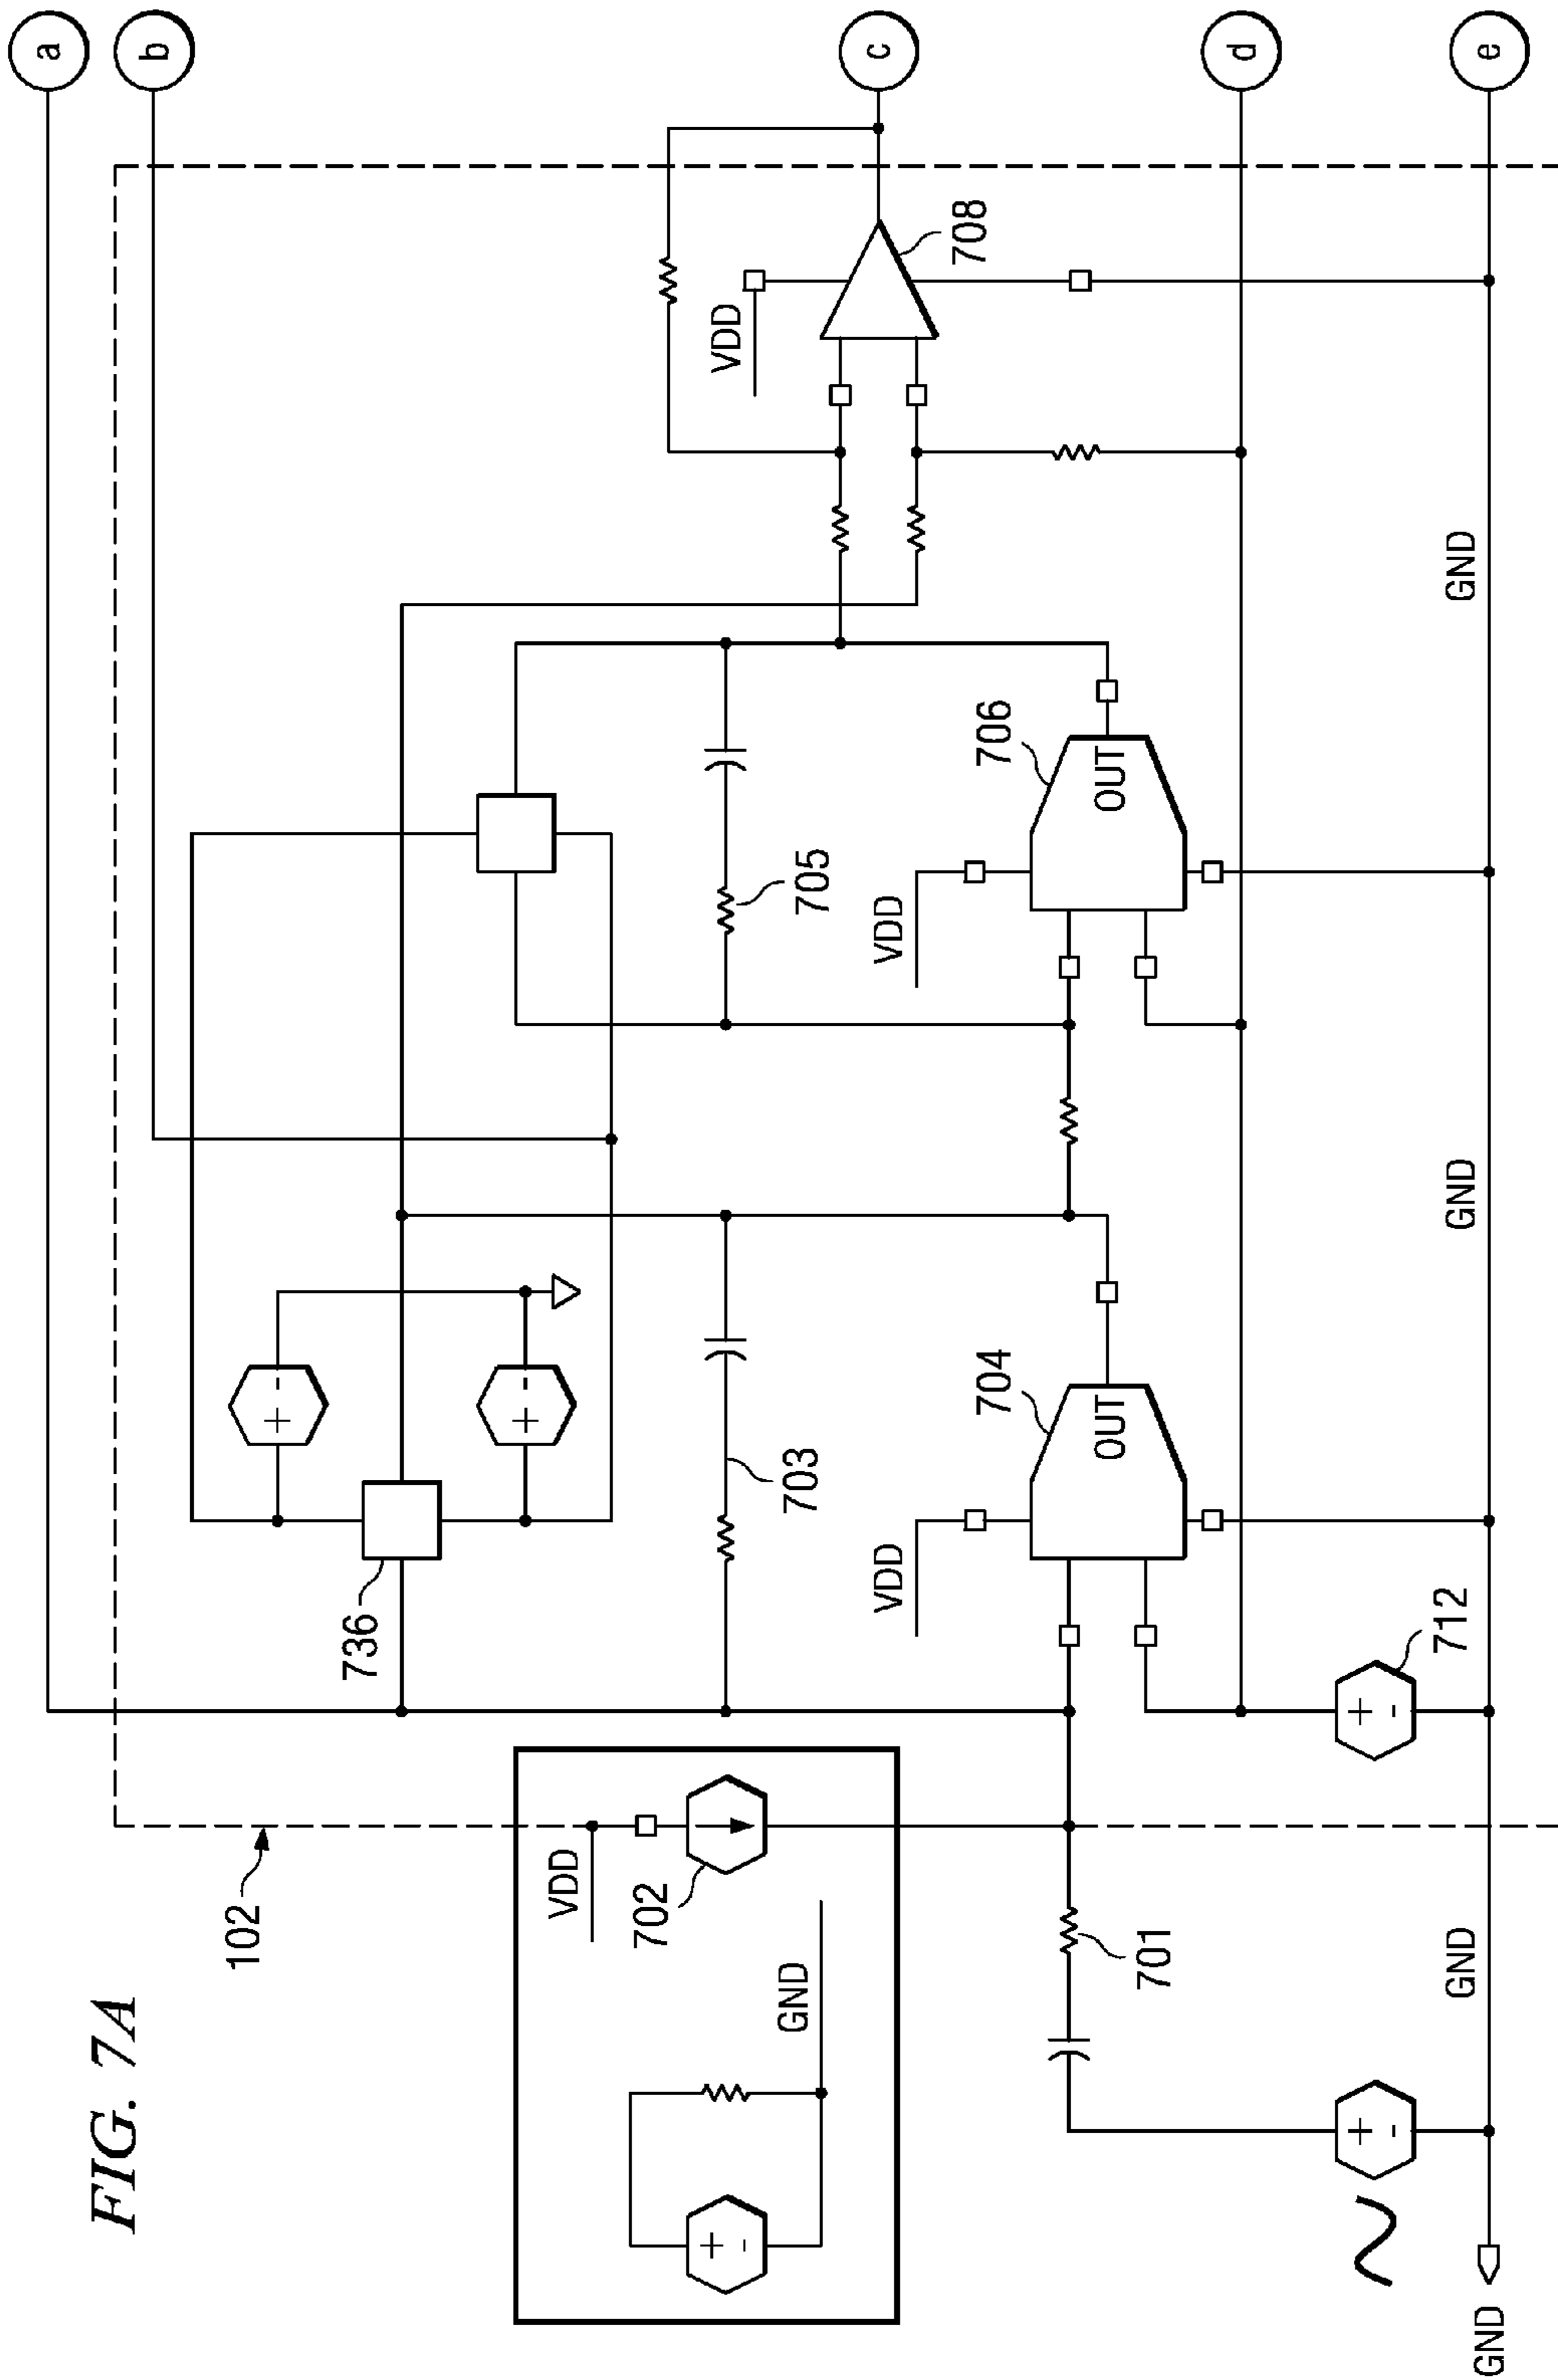 FIG. 7A
102
a
b
c
d
e
736
VDD
702
GND
703
705
VDD
708
VDD
704
OUT
VDD
706
OUT
701
712
+ -
+ -
+
-
+
-
+
-
GND
GND
GND
GND